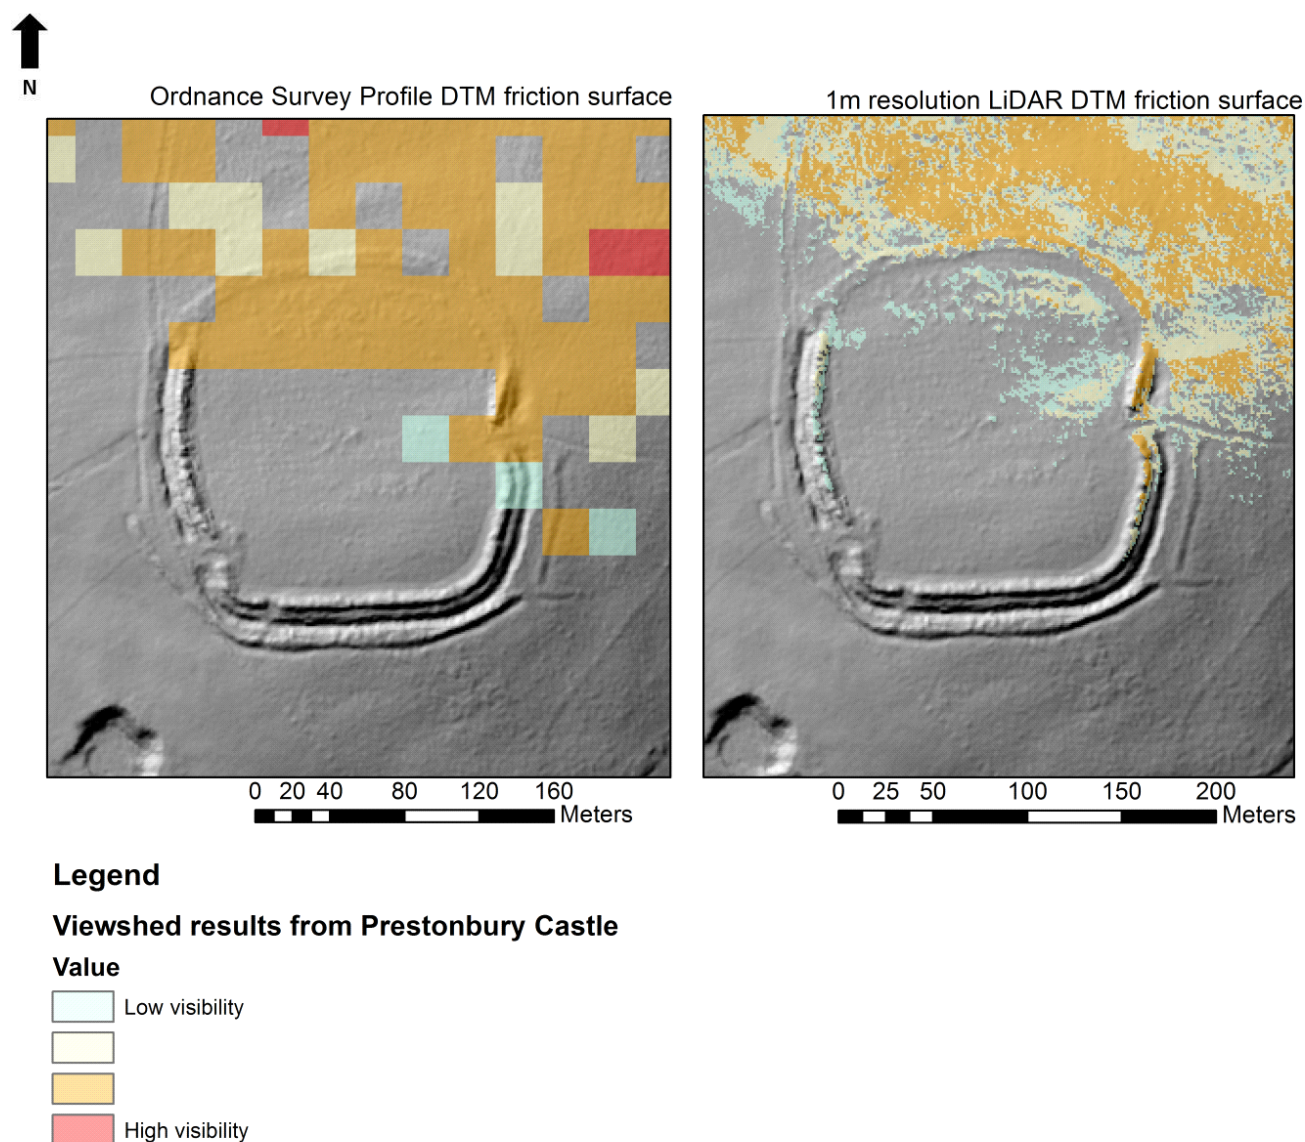 N
Ordnance Survey Profile DTM friction surface
1m resolution LiDAR DTM friction surface
0 20 40 80 120 160
Meters
0 25 50 100 150 200
Meters
Legend
Viewshed results from Prestonbury Castle
Value
Low visibility
High visibility